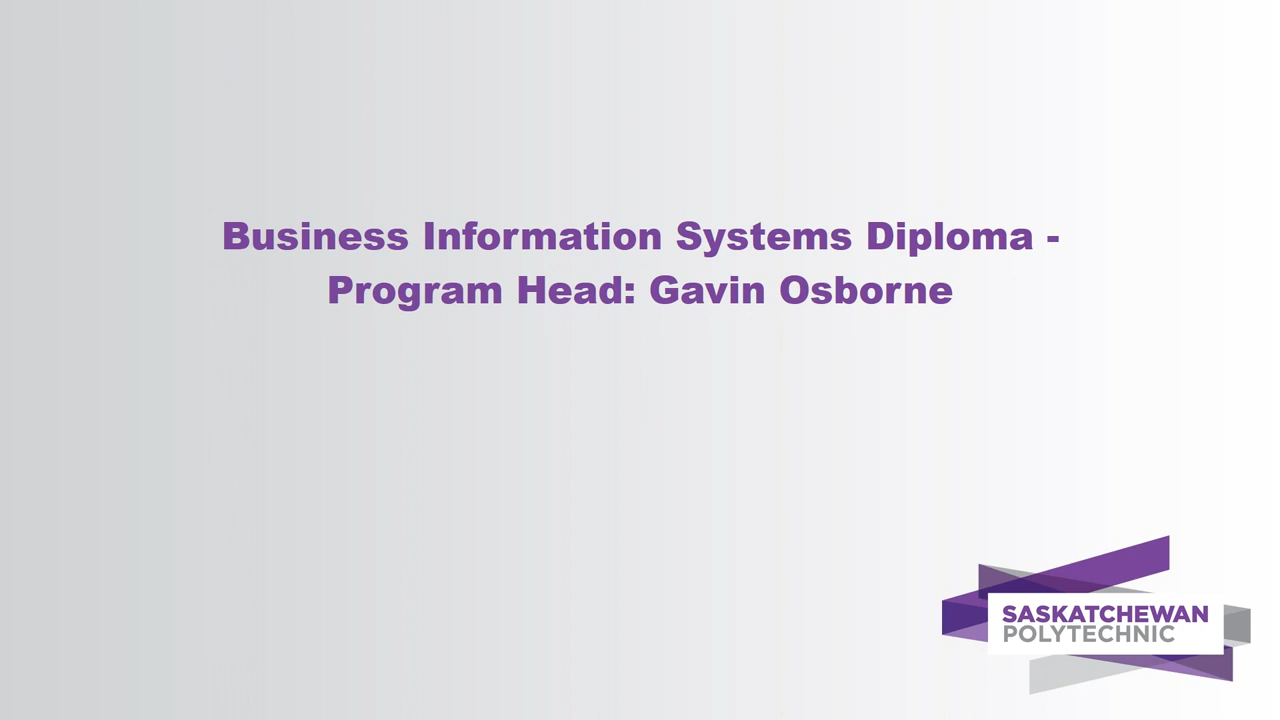 Business Information Systems Diploma -
Program Head: Gavin Osborne
SASKATCHEWAN
POLYTECHNIC